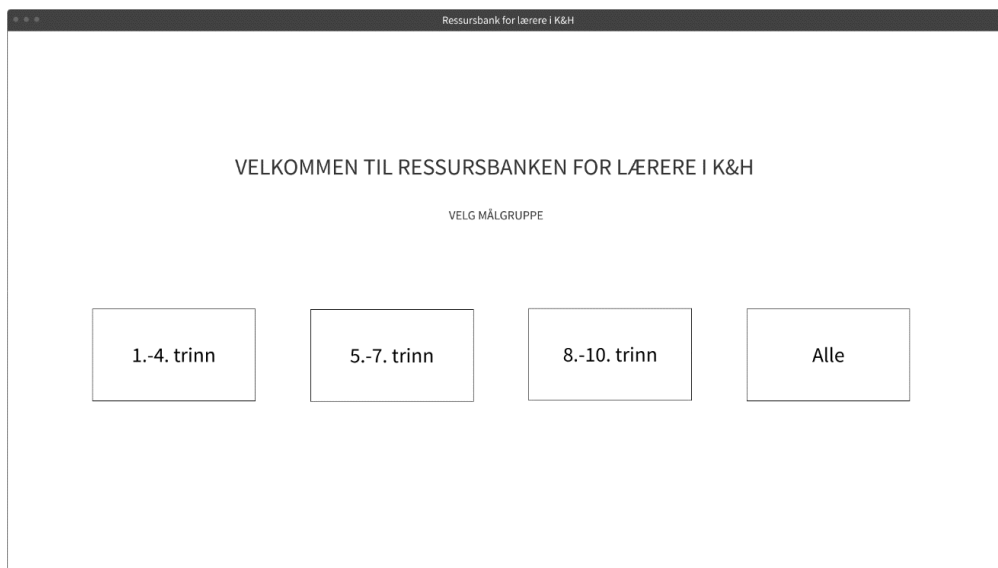 Ressursbank for lærere i K&H
VELKOMMEN TIL RESSURSBANKEN FOR LÆRERE I K&H
VELG MÅLGRUPPE
1.-4. trinn
5.-7. trinn
8.-10. trinn
Alle